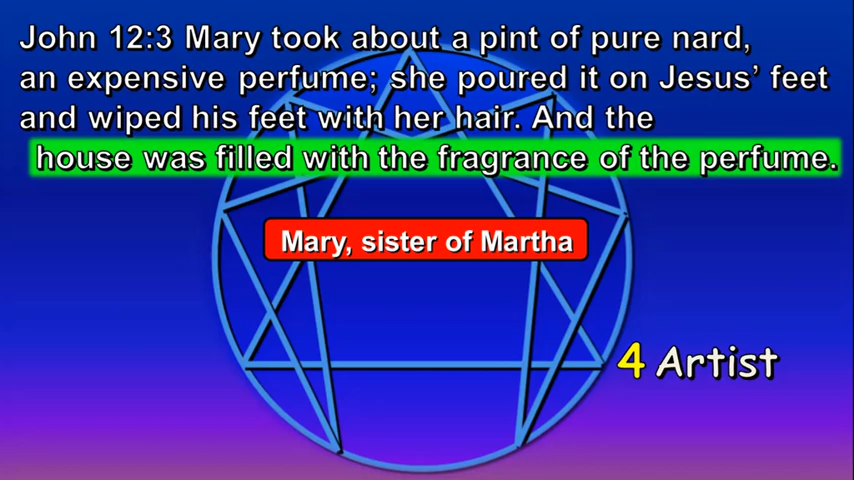 John 12:3 Mary took about a pint of pure nard,
an expensive perfume; she poured it on Jesus’ feet
and wiped his feet with her hair. And the
house was filled with the fragrance of the perfume.
Mary, sister of Martha
4 Artist